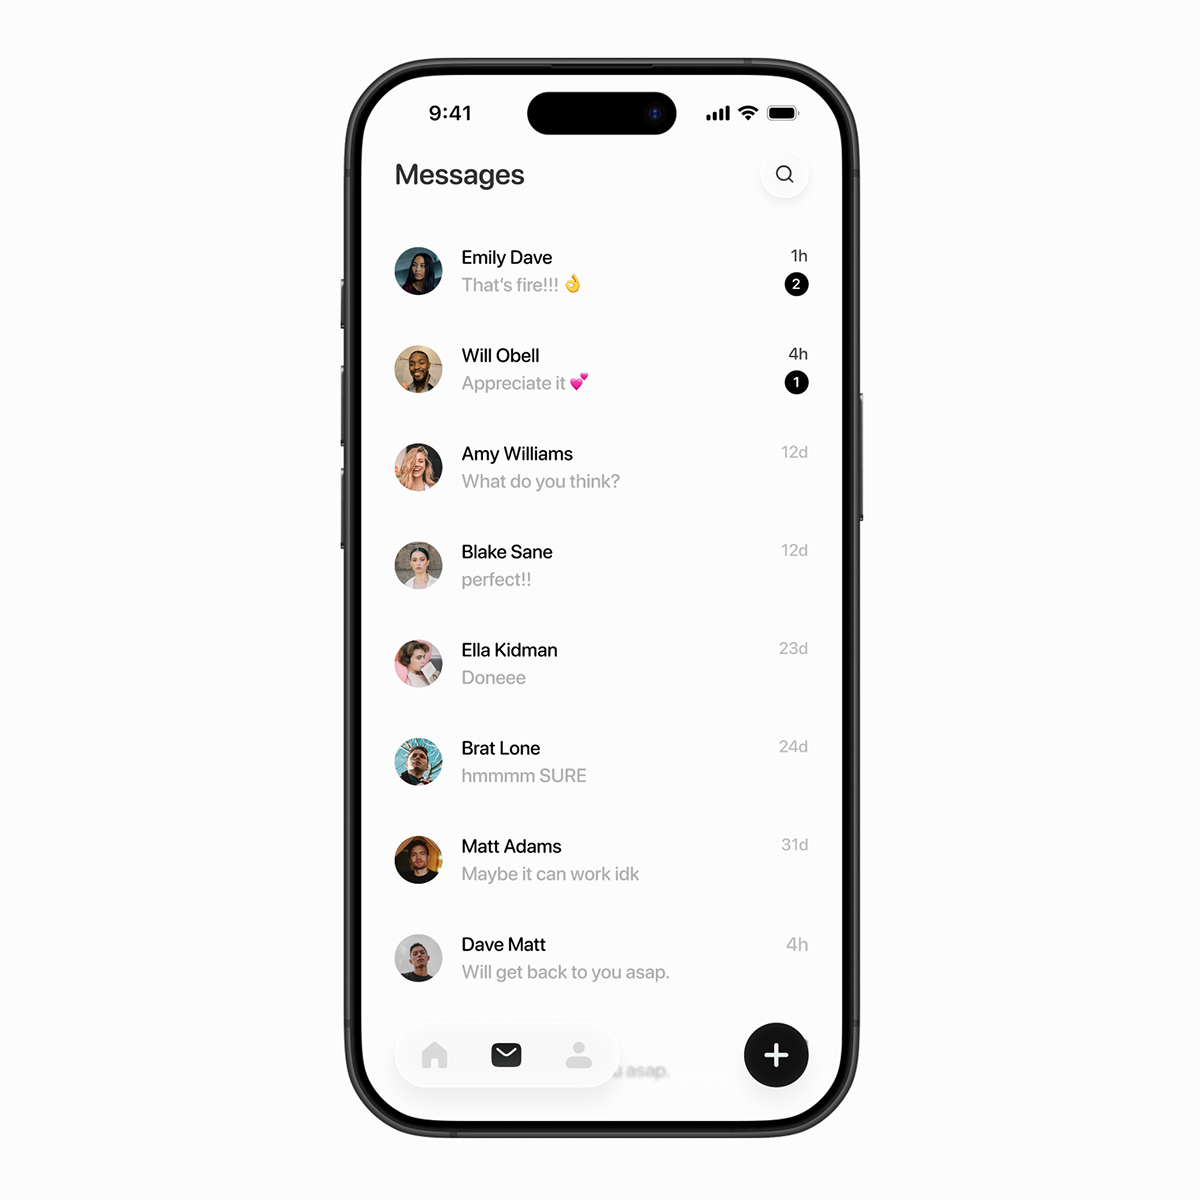 9:41
Messages
Emily Dave
1h
That's fire!!! 👌
2
Will Obell
4h
Appreciate it 💕
1
Amy Williams
12d
What do you think?
Blake Sane
12d
perfect!!
Ella Kidman
23d
Doneee
Brat Lone
24d
hmmmm SURE
Matt Adams
31d
Maybe it can work idk
Dave Matt
4h
Will get back to you asap.
asap.